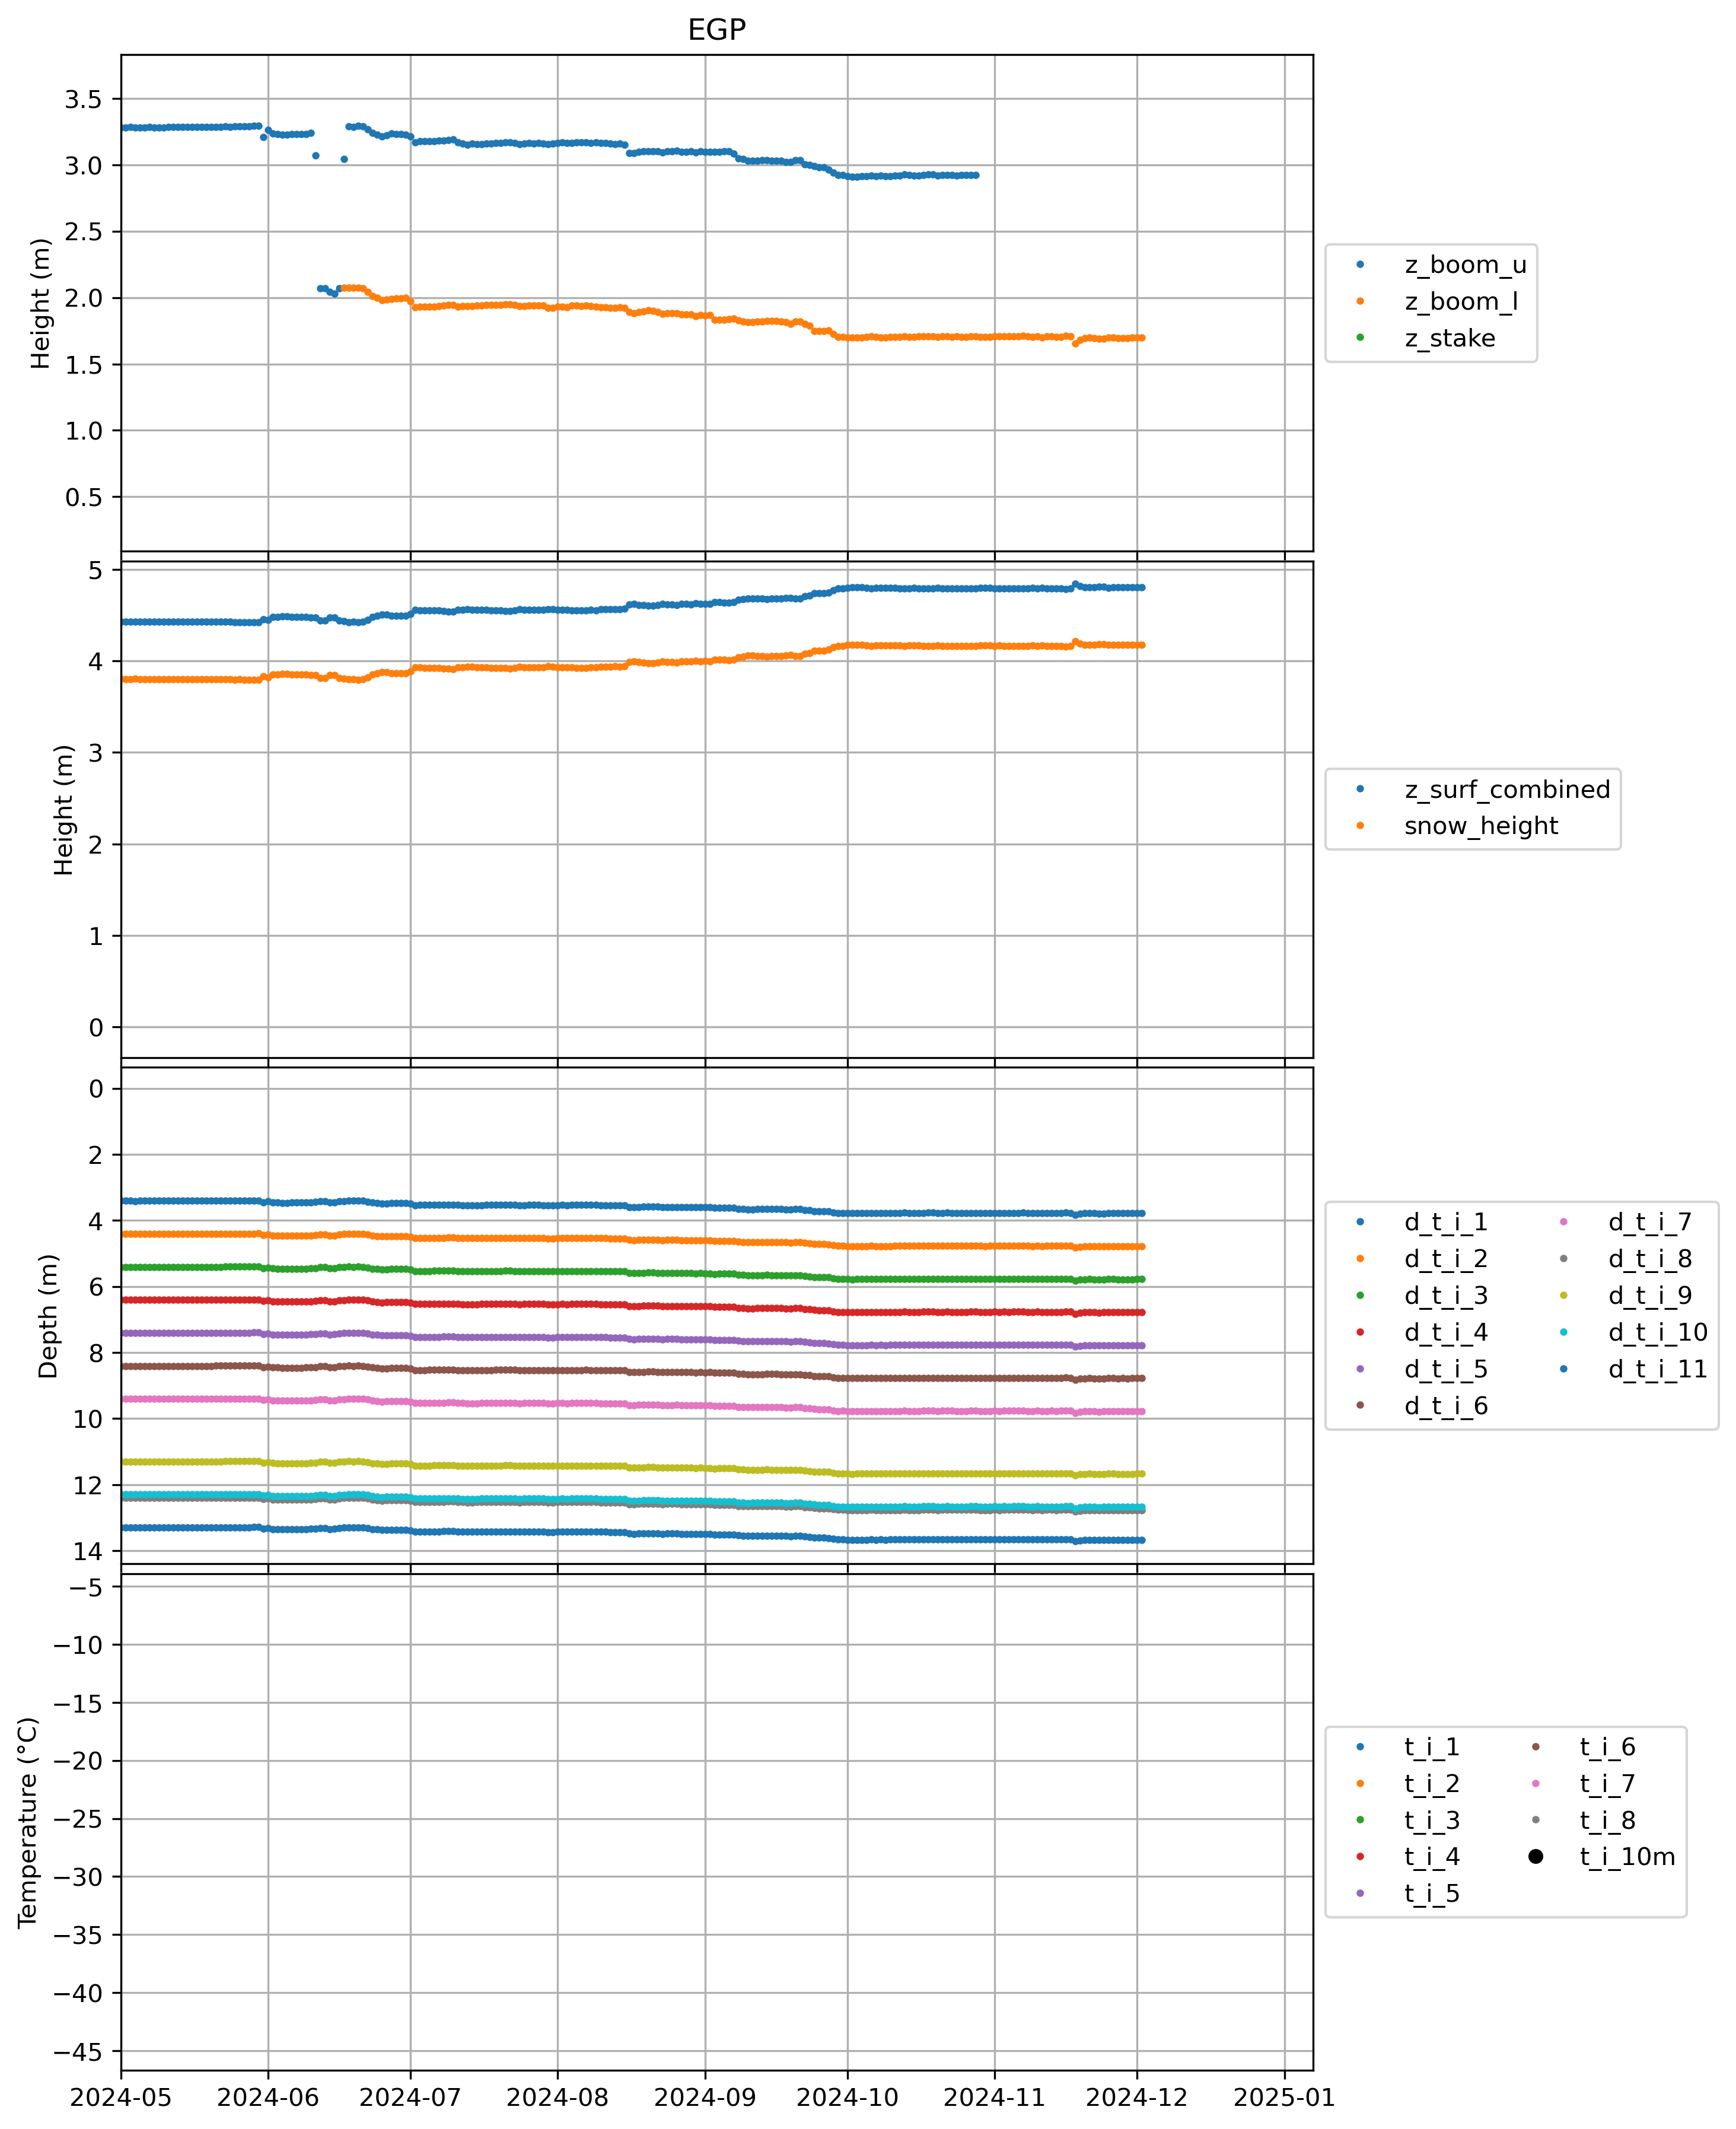 EGP
3.5
3.0
2.5
2.0
1.5
1.0
0.5
Height (m)
z_boom_u
z_boom_l
z_stake
5
4
3
2
1
0
Height (m)
z_surf_combined
snow_height
0
2
4
6
8
10
12
14
Depth (m)
d_t_i_1 d_t_i_7
d_t_i_2 d_t_i_8
d_t_i_3 d_t_i_9
d_t_i_4 d_t_i_10
d_t_i_5 d_t_i_11
d_t_i_6
−5
−10
−15
−20
−25
−30
−35
−40
−45
Temperature (°C)
t_i_1 t_i_6
t_i_2 t_i_7
t_i_3 t_i_8
t_i_4 t_i_10m
t_i_5
2024-05 2024-06 2024-07 2024-08 2024-09 2024-10 2024-11 2024-12 2025-01